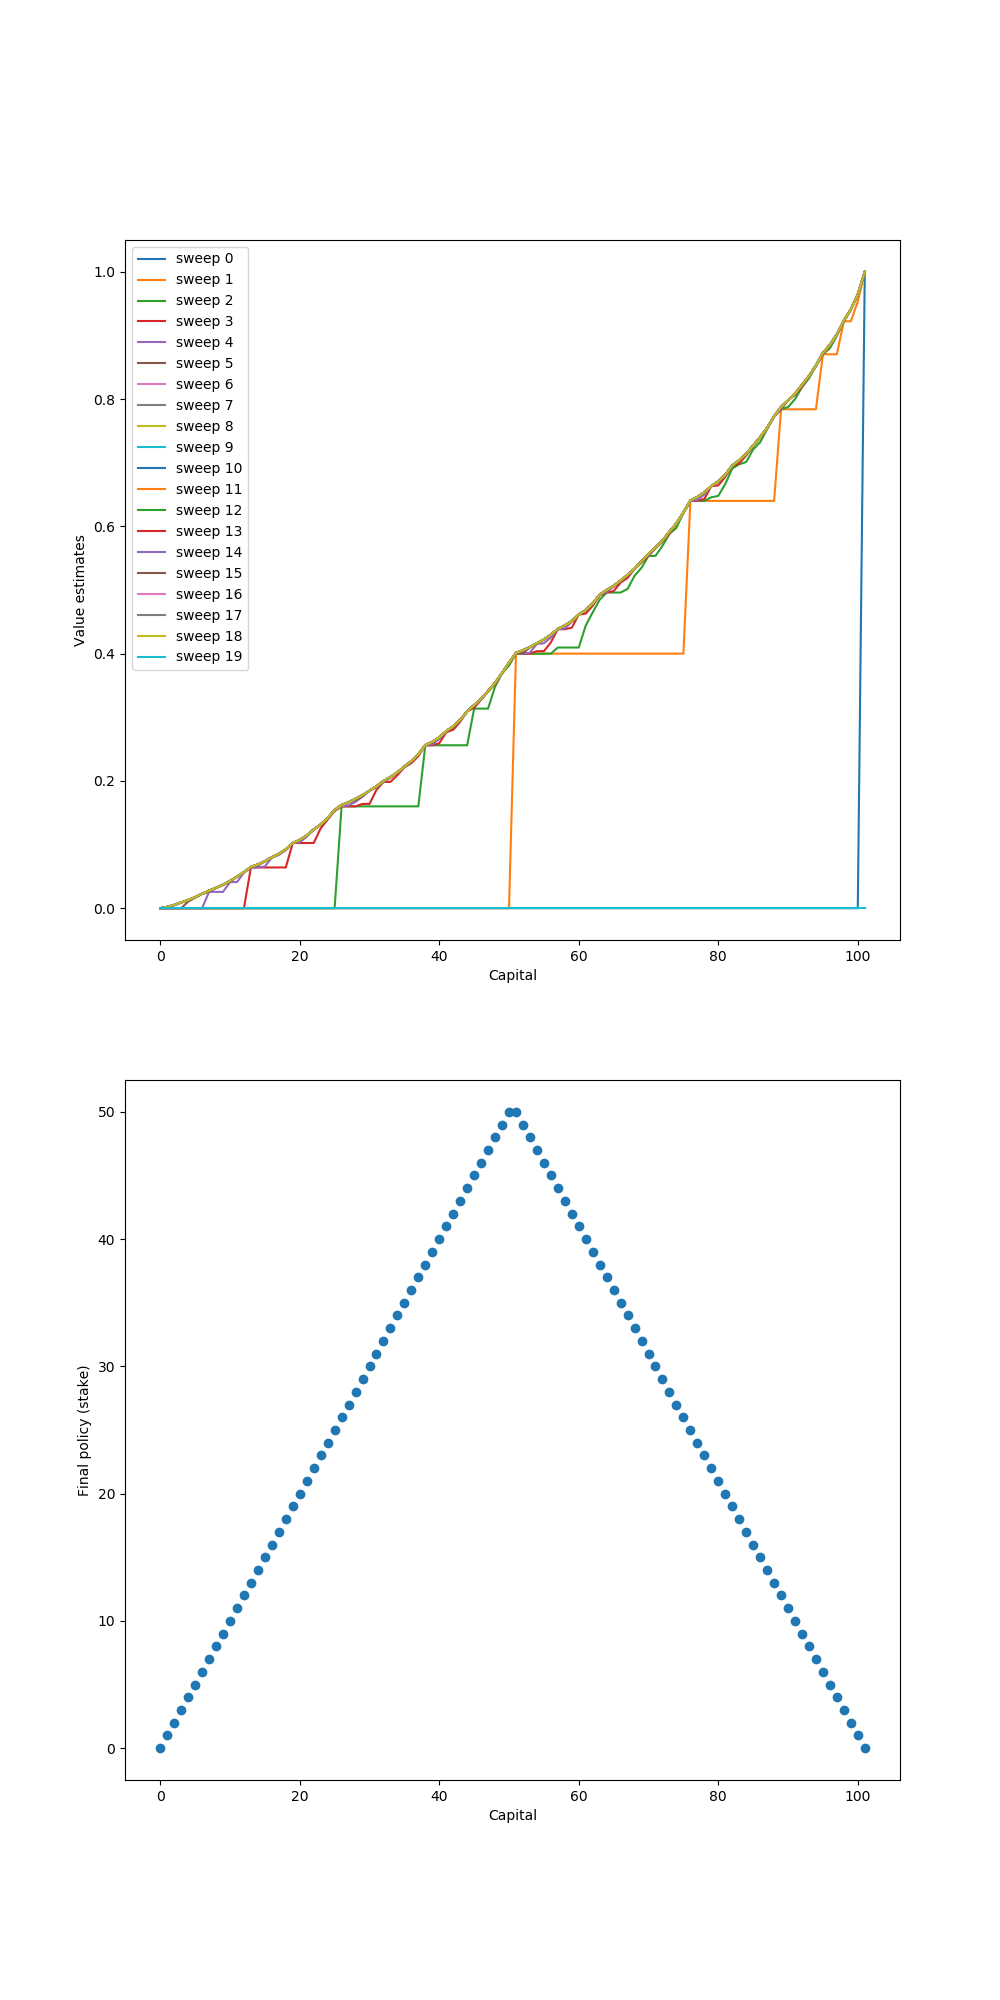 1.0
0.8
0.6
0.4
0.2
0.0
Value estimates
sweep 0
sweep 1
sweep 2
sweep 3
sweep 4
sweep 5
sweep 6
sweep 7
sweep 8
sweep 9
sweep 10
sweep 11
sweep 12
sweep 13
sweep 14
sweep 15
sweep 16
sweep 17
sweep 18
sweep 19
0 20 40 60 80 100
Capital
50
40
30
20
10
0
Final policy (stake)
0 20 40 60 80 100
Capital